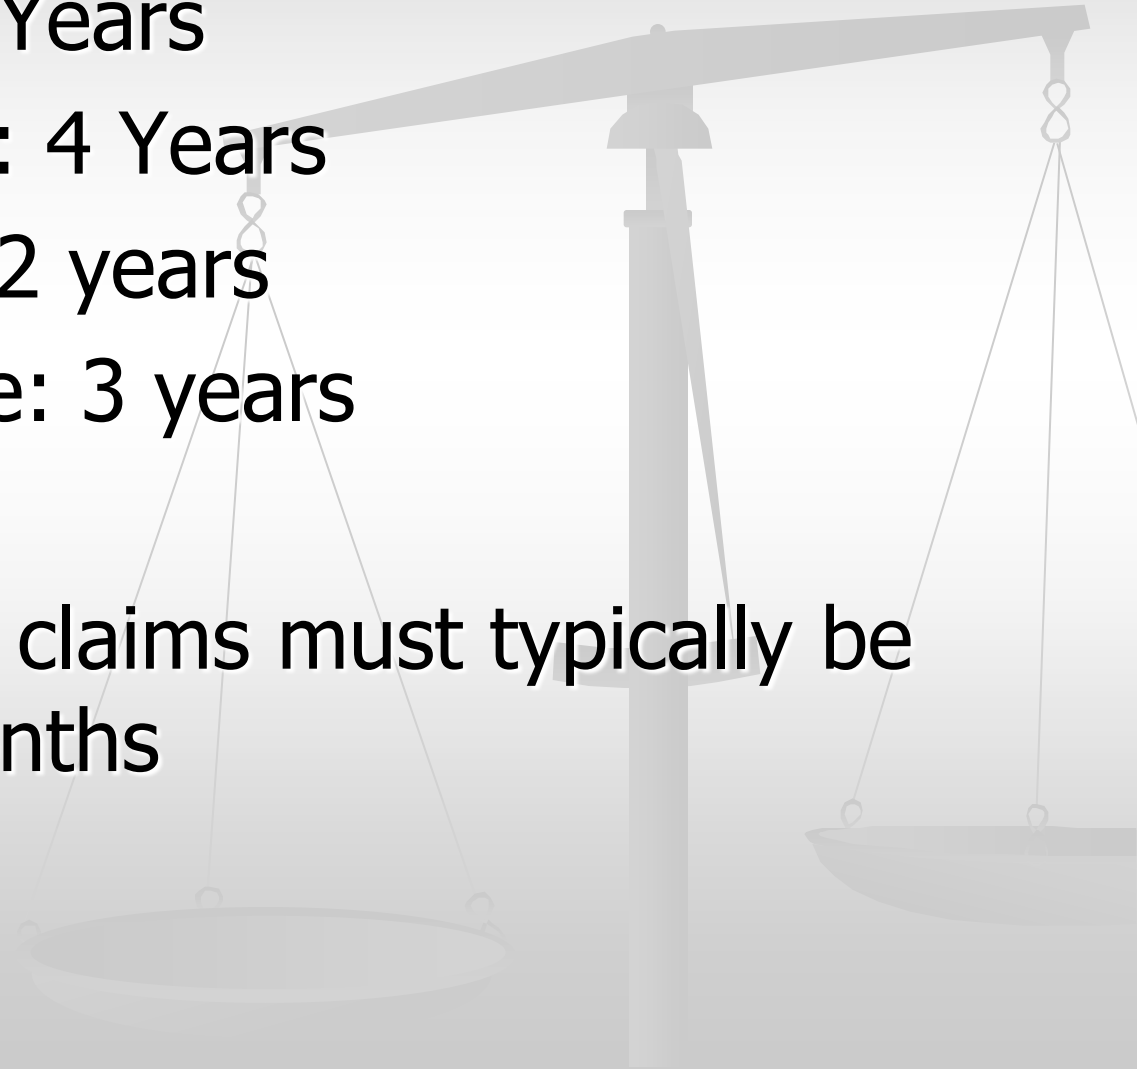 Years
: 4 Years
2 years
e: 3 years
claims must typically be
nths